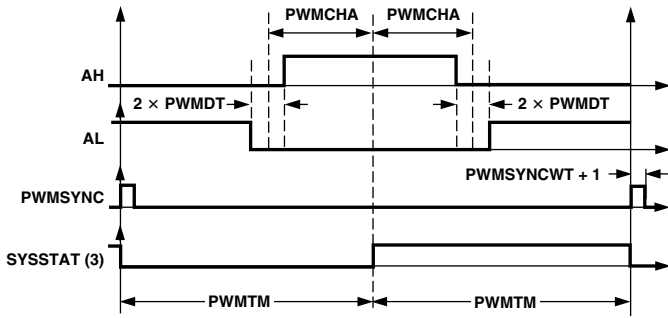 PWMCHA PWMCHA
AH
2 × PWMDT 2 × PWMDT
AL
PWMSYNCWT + 1
PWMSYNC
SYSSTAT (3)
PWMTM PWMTM